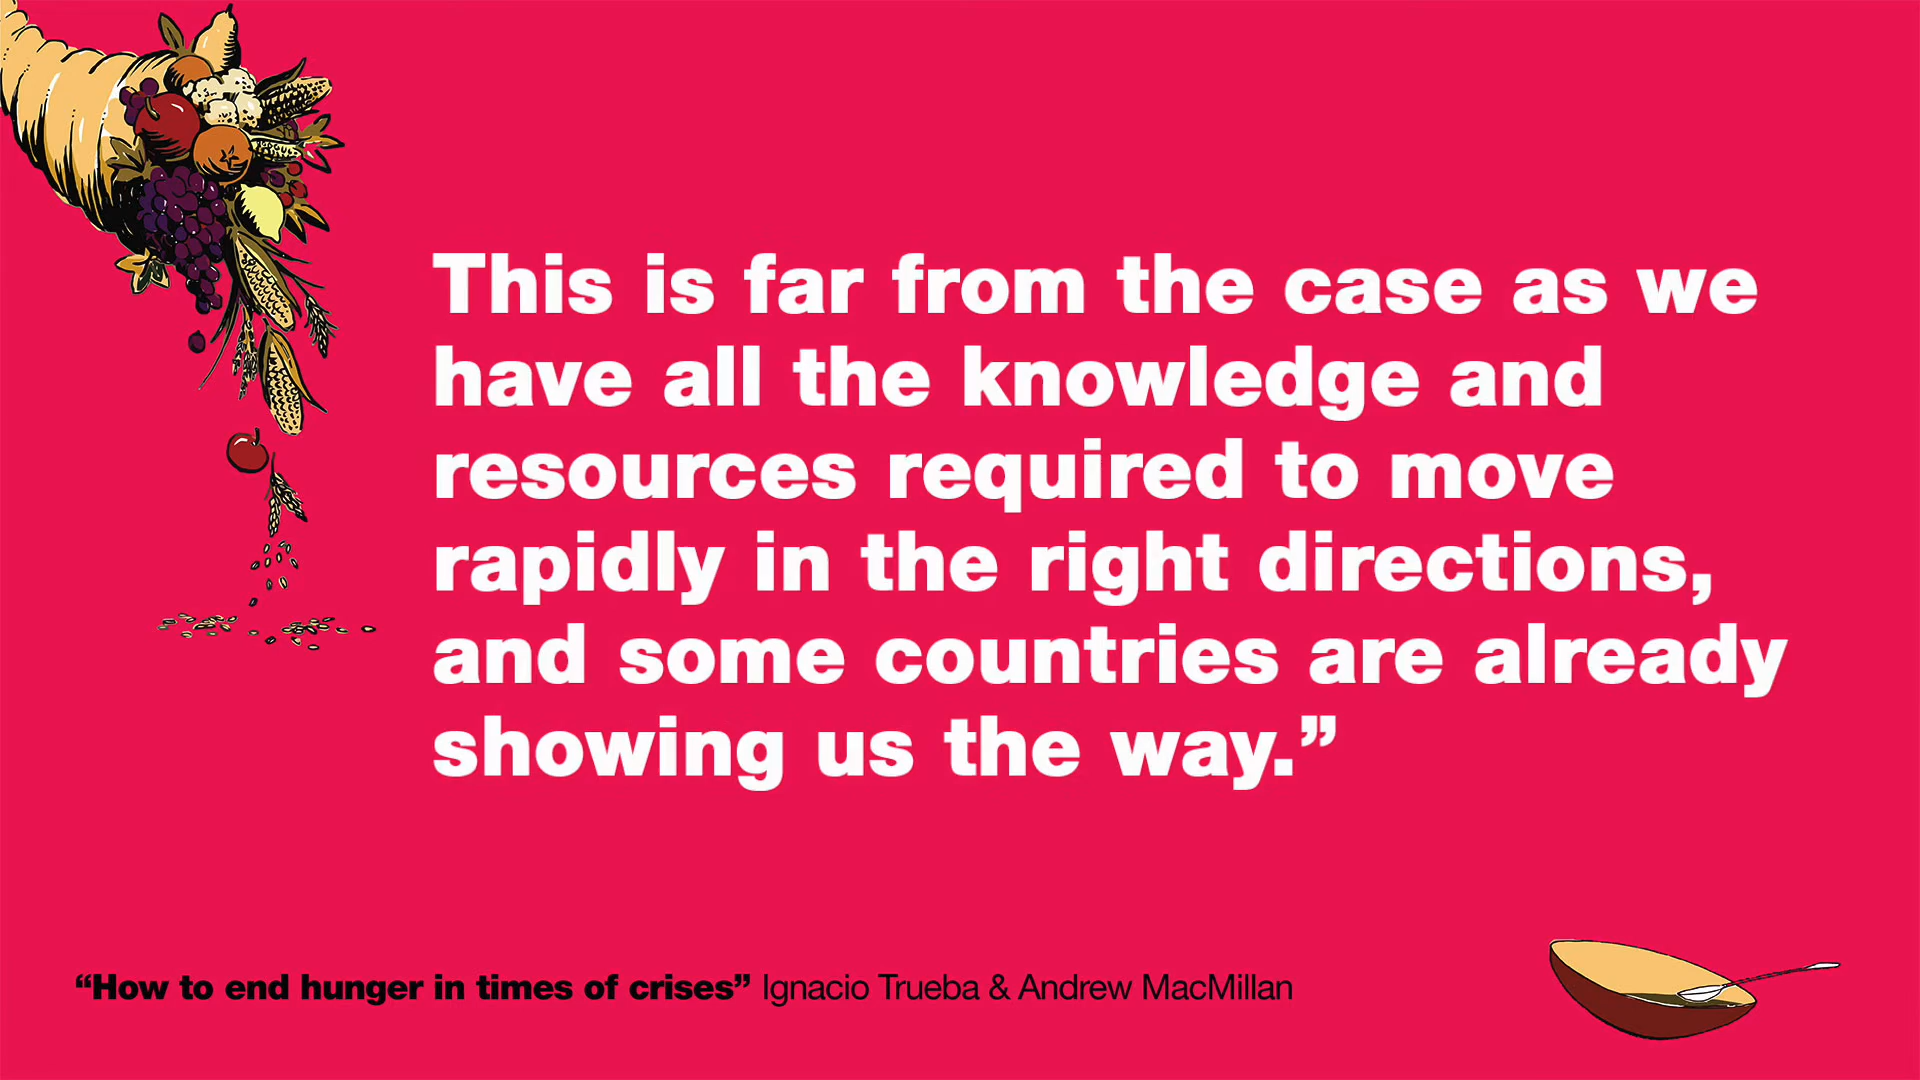 This is far from the case as we
have all the knowledge and
resources required to move
rapidly in the right directions,
and some countries are already
showing us the way.”
“How to end hunger in times of crises” Ignacio Trueba & Andrew MacMillan